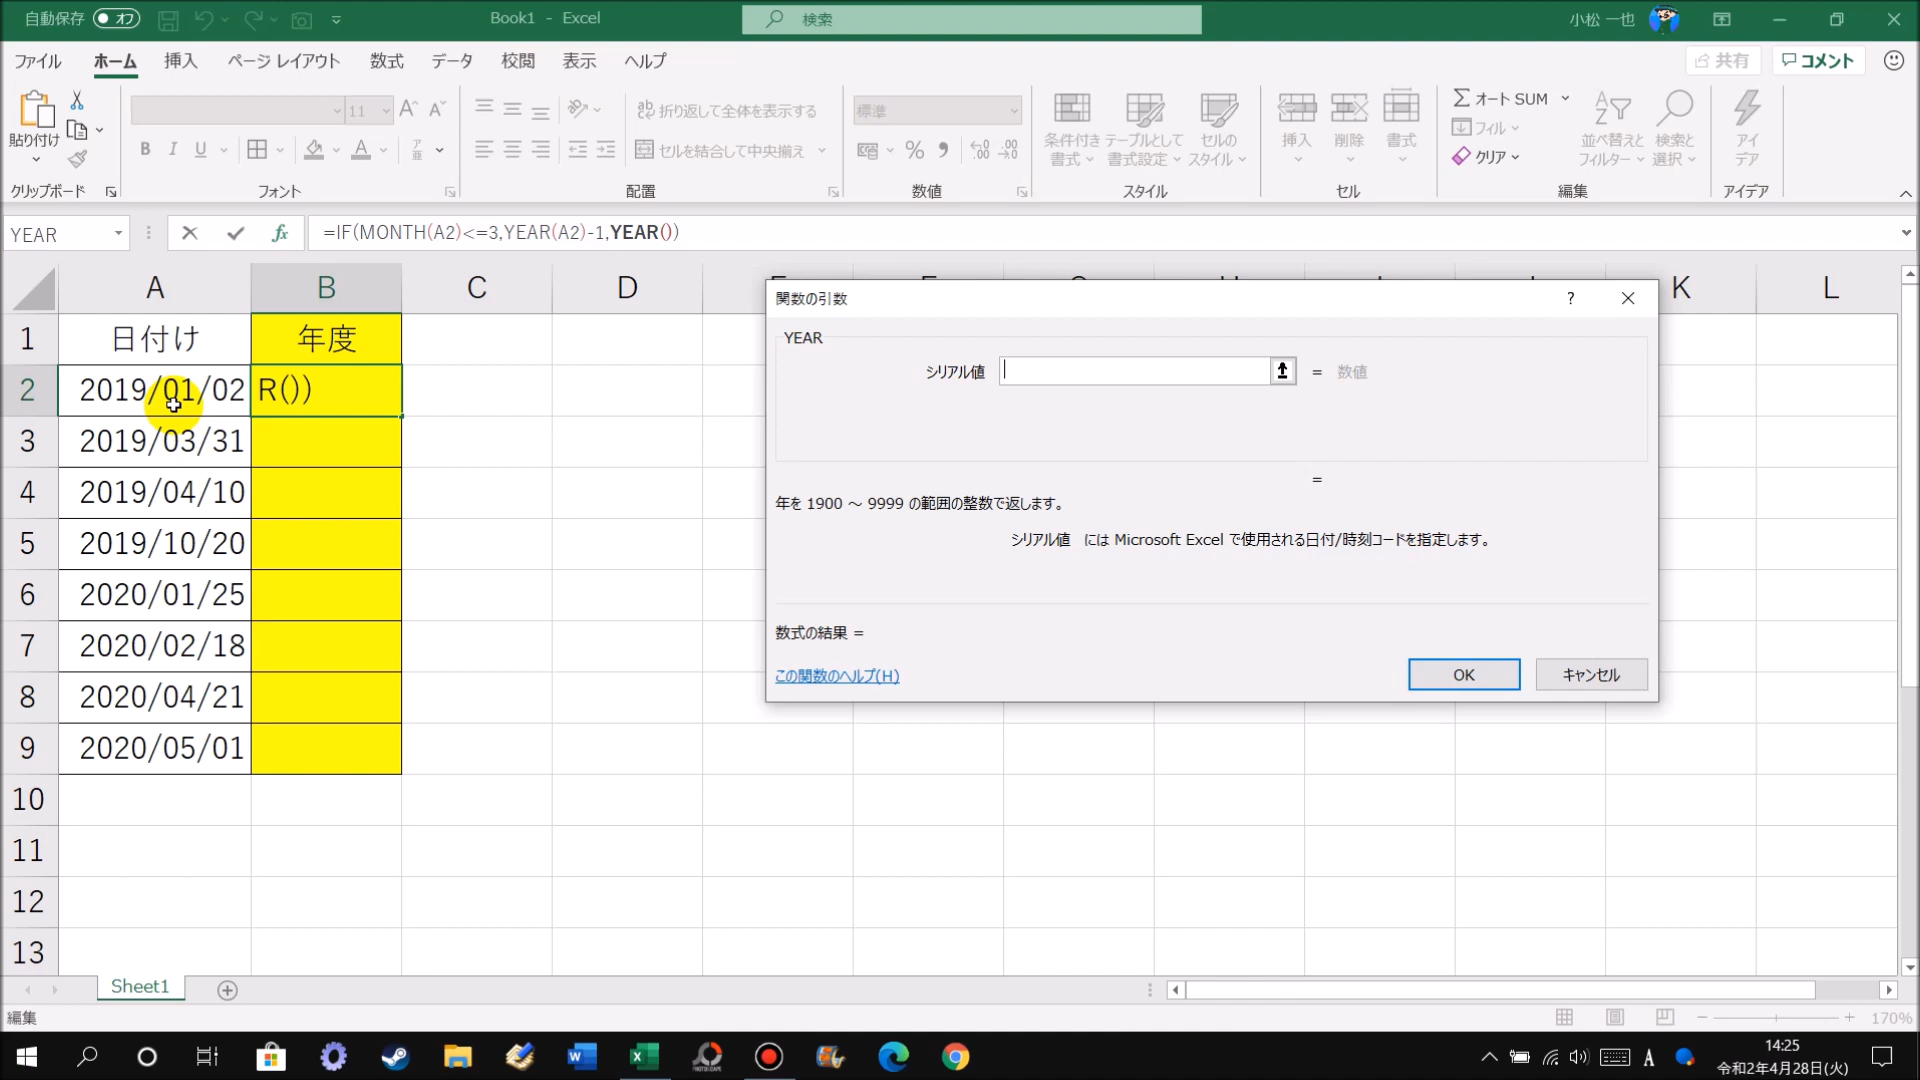 自動保存 オフ Book1 - Excel 検索 小松 一也
ファイル ホーム 挿入 ページ レイアウト 数式 データ 校閲 表示 ヘルプ 共有 コメント
貼り付け 11 折り返して全体を表示する 標準 条件付き書式 テーブルとして書式設定 セルのスタイル 挿入 削除 書式 オート SUM 並べ替えとフィルター 検索と選択 アイデア
B I U A セルを結合して中央揃え % フィル
クリア
クリップボード フォント 配置 数値 スタイル セル 編集 アイデア
YEAR fx =IF(MONTH(A2)<=3,YEAR(A2)-1,YEAR())
A B C D K L
1 日付け 年度
2 2019/01/02 R())
3 2019/03/31
4 2019/04/10
5 2019/10/20
6 2020/01/25
7 2020/02/18
8 2020/04/21
9 2020/05/01
10
11
12
13
関数の引数 ?
YEAR
シリアル値 = 数値
=
年を 1900 ～ 9999 の範囲の整数で返します。
シリアル値 には Microsoft Excel で使用される日付/時刻コードを指定します。
数式の結果 =
この関数のヘルプ(H) OK キャンセル
Sheet1
編集 170%
14:25
令和2年4月28日(火)